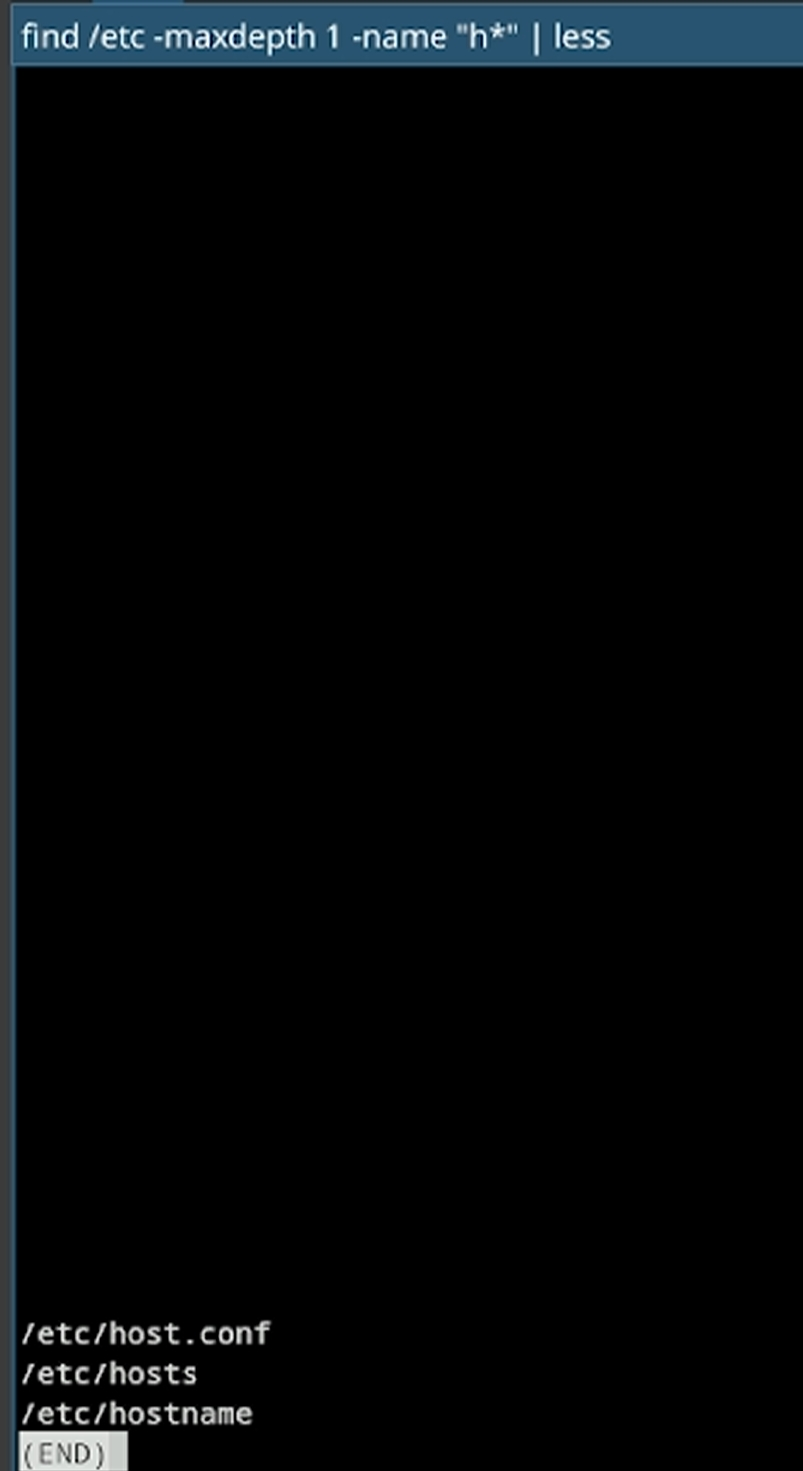 find /etc -maxdepth 1 -name "h*" | less
/etc/host.conf
/etc/hosts
/etc/hostname
(END)